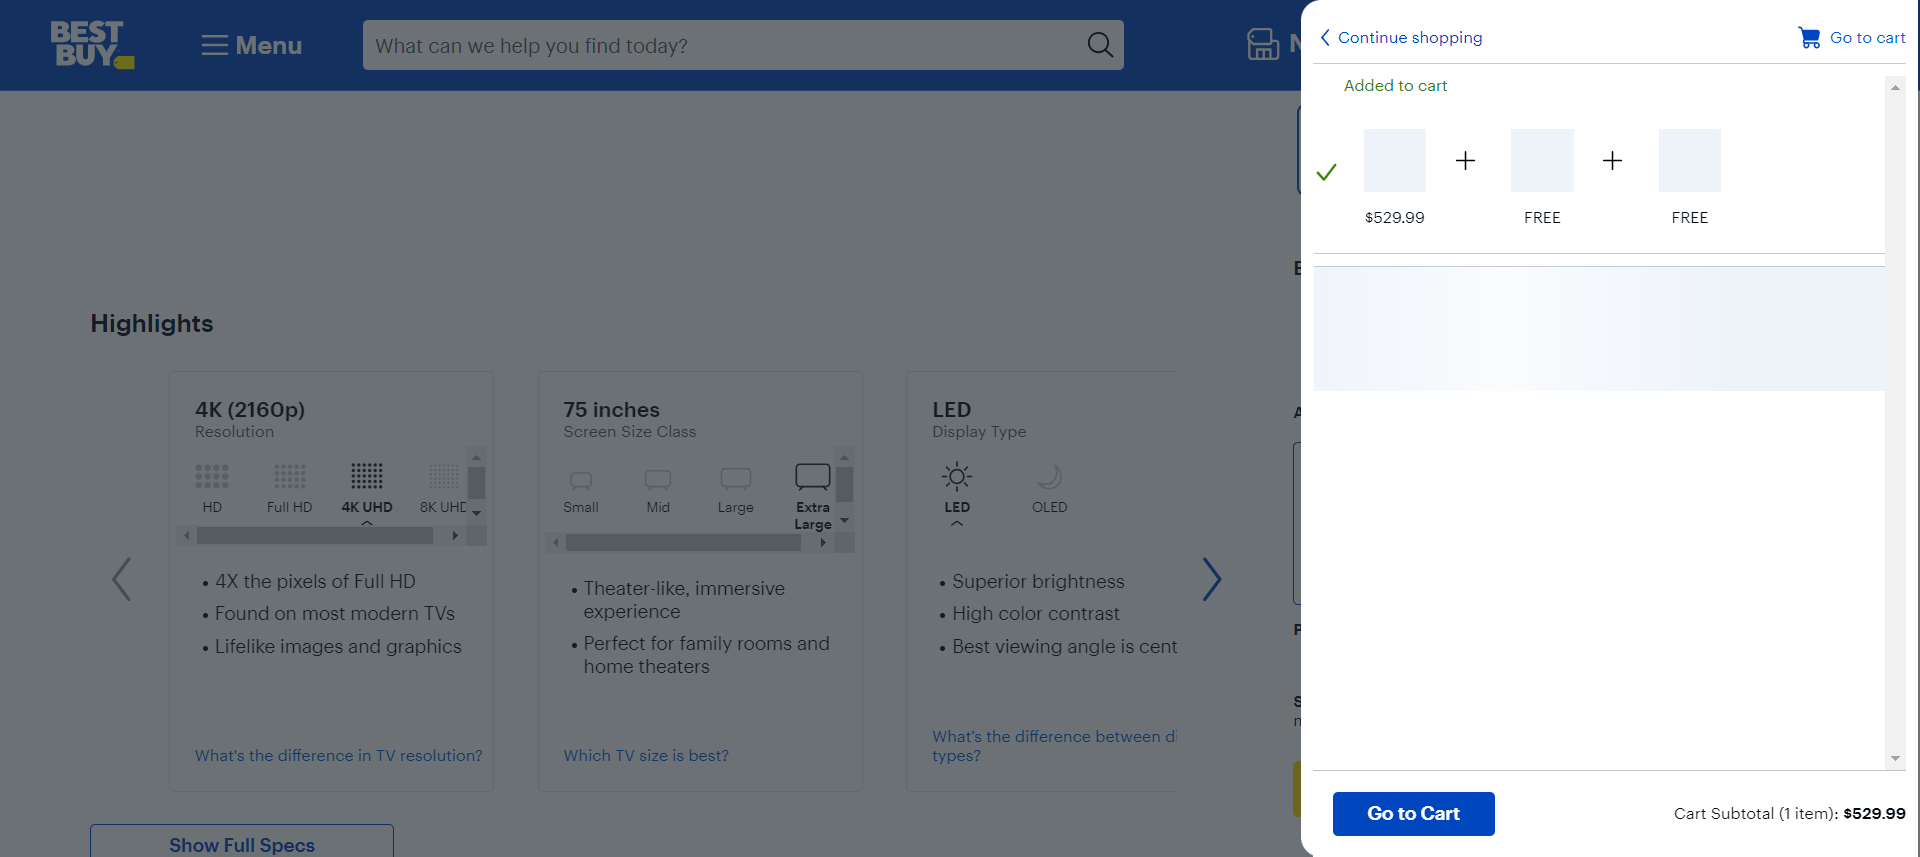 BEST
BUY
Menu
What can we help you find today?
N
Continue shopping
Go to cart
Added to cart
$529.99
FREE
FREE
Highlights
4K (2160p)
Resolution
HD
Full HD
4K UHD
8K UHD
4X the pixels of Full HD
Found on most modern TVs
Lifelike images and graphics
What's the difference in TV resolution?
75 inches
Screen Size Class
Small
Mid
Large
Extra
Large
Theater-like, immersive
experience
Perfect for family rooms and
home theaters
Which TV size is best?
LED
Display Type
LED
OLED
Superior brightness
High color contrast
Best viewing angle is cent
What's the difference between di
types?
Show Full Specs
Go to Cart
Cart Subtotal (1 item): $529.99